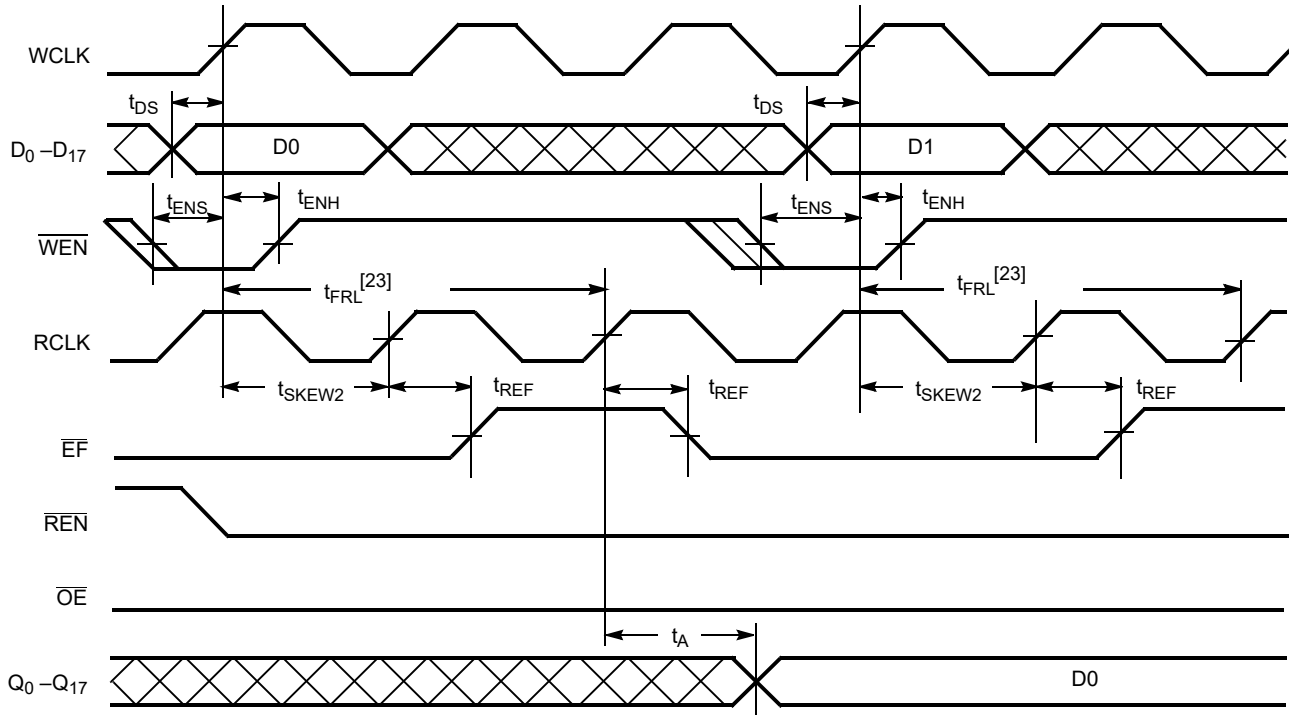 WCLK
tDS tDS
D0 –D17 D0 D1
tENS tENH tENS tENH
WEN
tFRL[23] tFRL[23]
RCLK
tSKEW2 tREF tREF tSKEW2 tREF
EF
REN
OE
tA
Q0 –Q17 D0